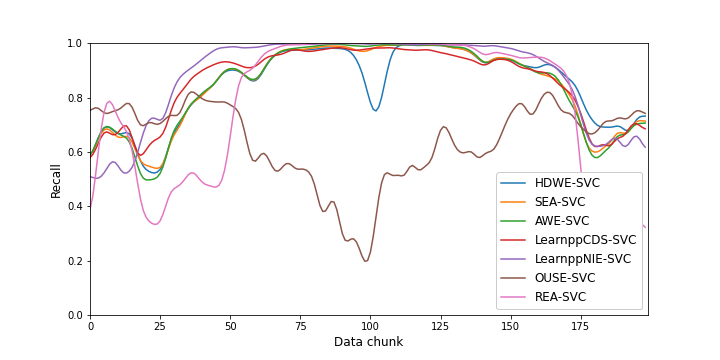 1.0
0.8
0.6
0.4
0.2
0.0
Recall
0
25
50
75
100
125
150
175
Data chunk
HDWE-SVC
SEA-SVC
AWE-SVC
LearnppCDS-SVC
LearnppNIE-SVC
OUSE-SVC
REA-SVC